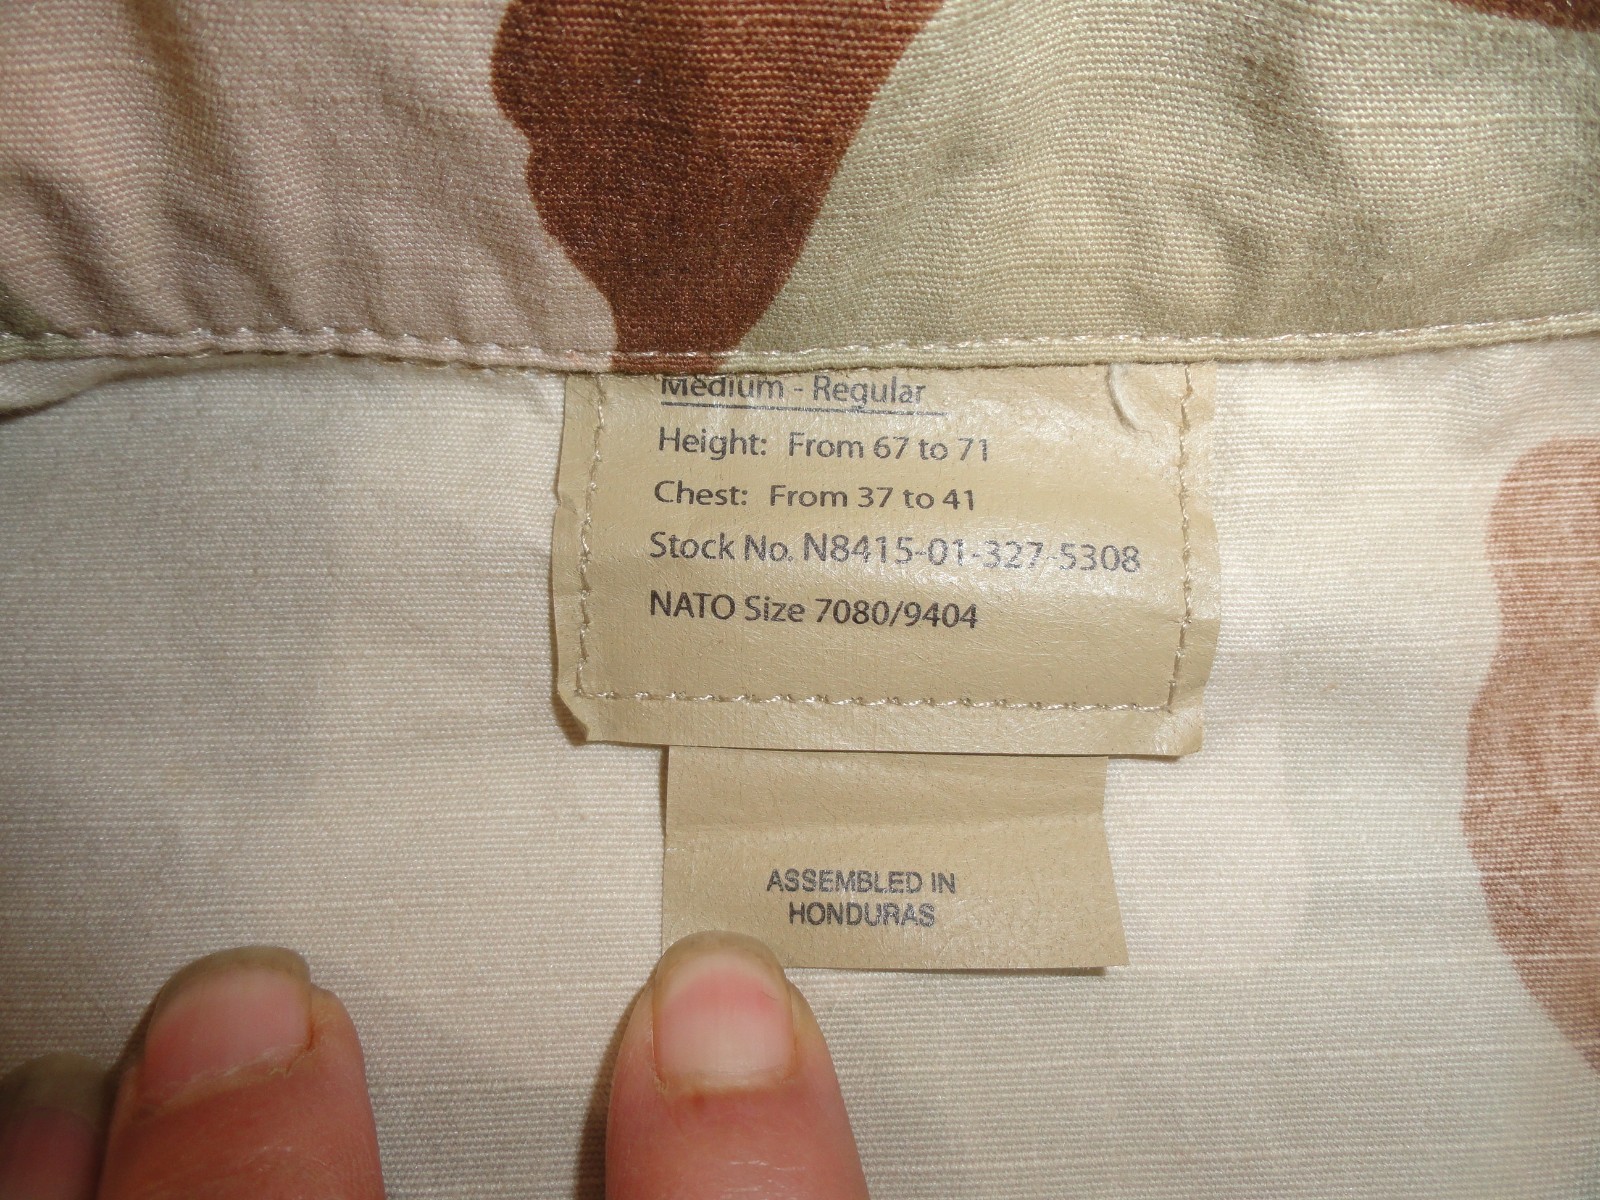 Medium - Regular
Height: From 67 to 71
Chest: From 37 to 41
Stock No. N8415-01-327-5308
NATO Size 7080/9404
ASSEMBLED IN
HONDURAS